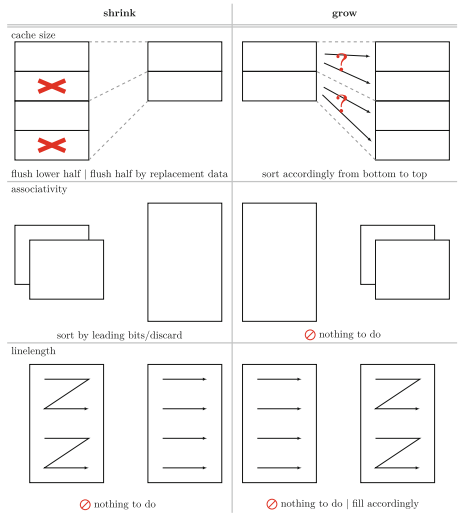 shrink grow
cache size
? ?
flush lower half | flush half by replacement data sort accordingly from bottom to top
associativity
sort by leading bits/discard nothing to do
linelength
nothing to do nothing to do | fill accordingly